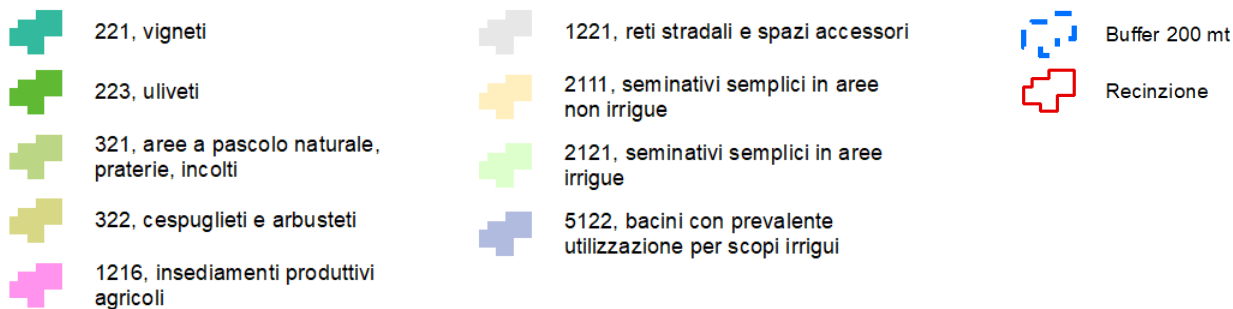 221, vigneti
223, uliveti
321, aree a pascolo naturale,
praterie, incolti
322, cespuglieti e arbusteti
1216, insediamenti produttivi
agricoli
1221, reti stradali e spazi accessori
2111, seminativi semplici in aree
non irrigue
2121, seminativi semplici in aree
irrigue
5122, bacini con prevalente
utilizzazione per scopi irrigui
Buffer 200 mt
Recinzione